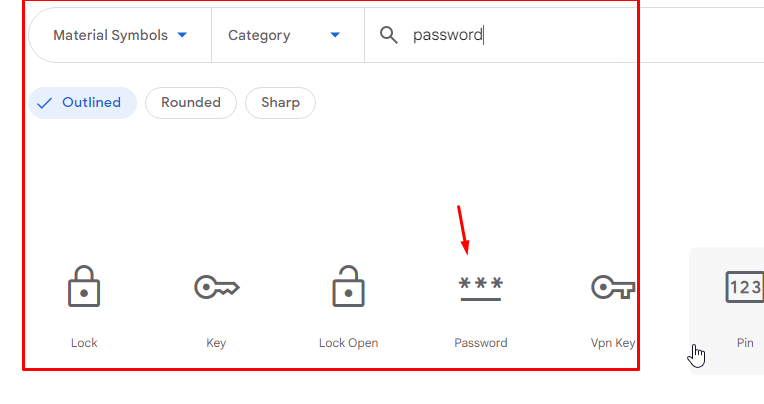 Material Symbols Category password
Outlined Rounded Sharp
***
123
Lock Key Lock Open Password Vpn Key Pin